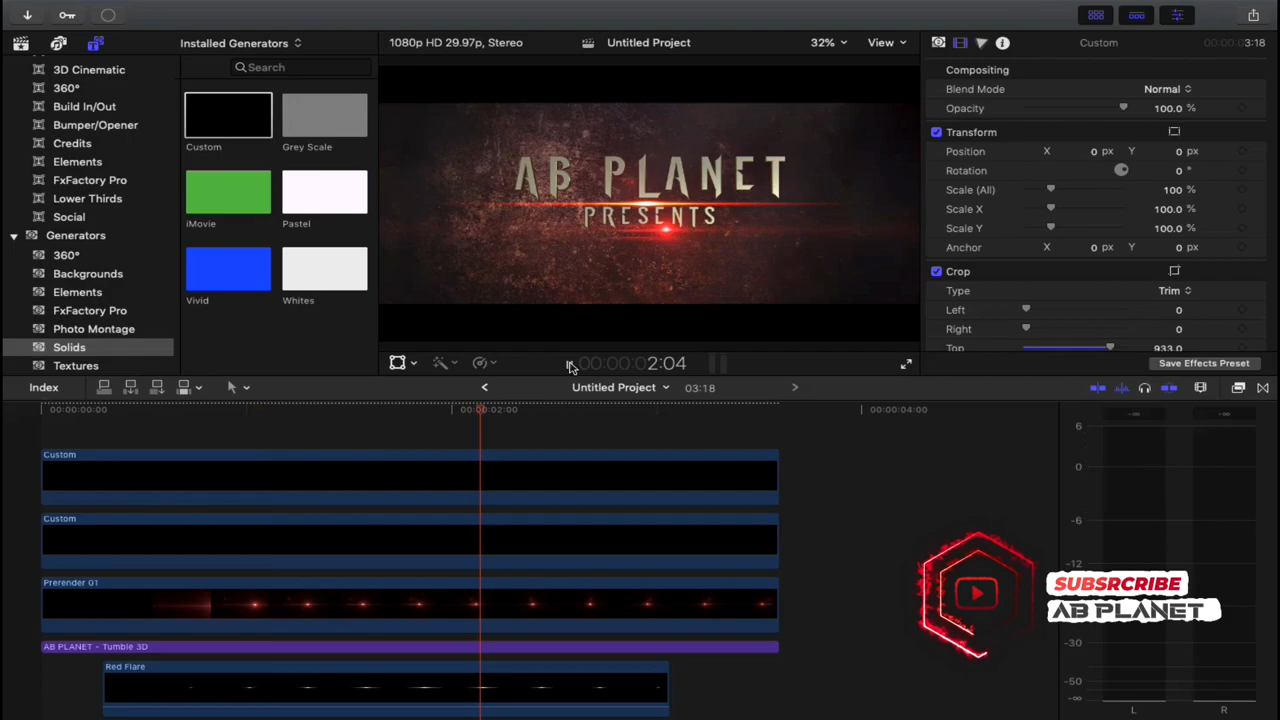 Installed Generators
1080p HD 29.97p, Stereo
Untitled Project
32%
View
Custom
3:18
3D Cinematic
360°
Build In/Out
Bumper/Opener
Credits
Elements
FxFactory Pro
Lower Thirds
Social
Generators
360°
Backgrounds
Elements
FxFactory Pro
Photo Montage
Solids
Textures
Search
Custom
Grey Scale
iMovie
Pastel
Vivid
Whites
AB PLANET
PRESENTS
Compositing
Blend Mode Normal
Opacity 100.0 %
Transform
Position X 0 px Y 0 px
Rotation 0 °
Scale (All) 100 %
Scale X 100.0 %
Scale Y 100.0 %
Anchor X 0 px Y 0 px
Crop
Type Trim
Left 0
Right 0
Top 933.0
00:00:00:02:04
Save Effects Preset
Index
Untitled Project
03:18
00:00:00:00
00:00:02:00
00:00:04:00
Custom
Custom
Prerender 01
AB PLANET - Tumble 3D
Red Flare
-∞ -∞
6
0
-6
-12
-30
-50
-∞
L R
SUBSRCRIBE
AB PLANET